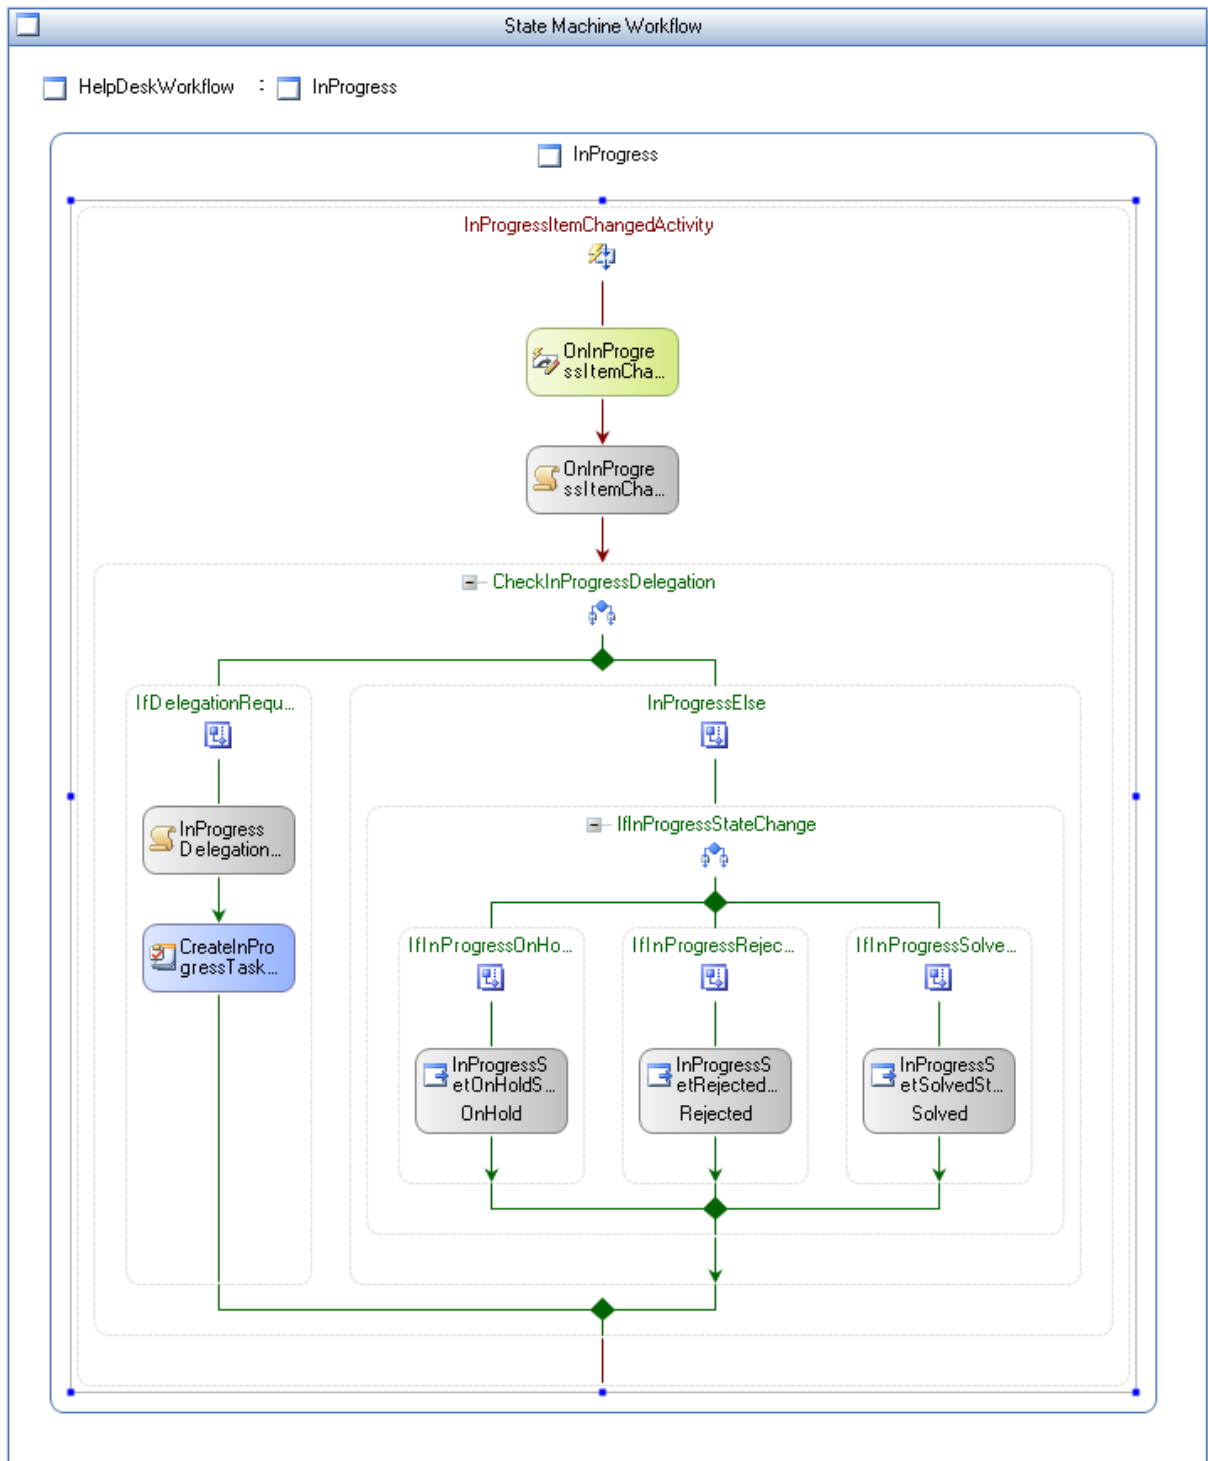 State Machine Workflow
HelpDeskWorkflow : InProgress
InProgress
InProgressItemChangedActivity
OnInProgre
ssItemCha...
OnInProgre
ssItemCha...
CheckInProgressDelegation
IfDelegationRequ...
InProgressElse
InProgress
Delegation...
IfInProgressStateChange
CreateInPro
gressTask...
IfInProgressOnHo...
IfInProgressRejec...
IfInProgressSolve...
InProgressS
etOnHoldS...
OnHold
InProgressS
etRejected...
Rejected
InProgressS
etSolvedSt...
Solved